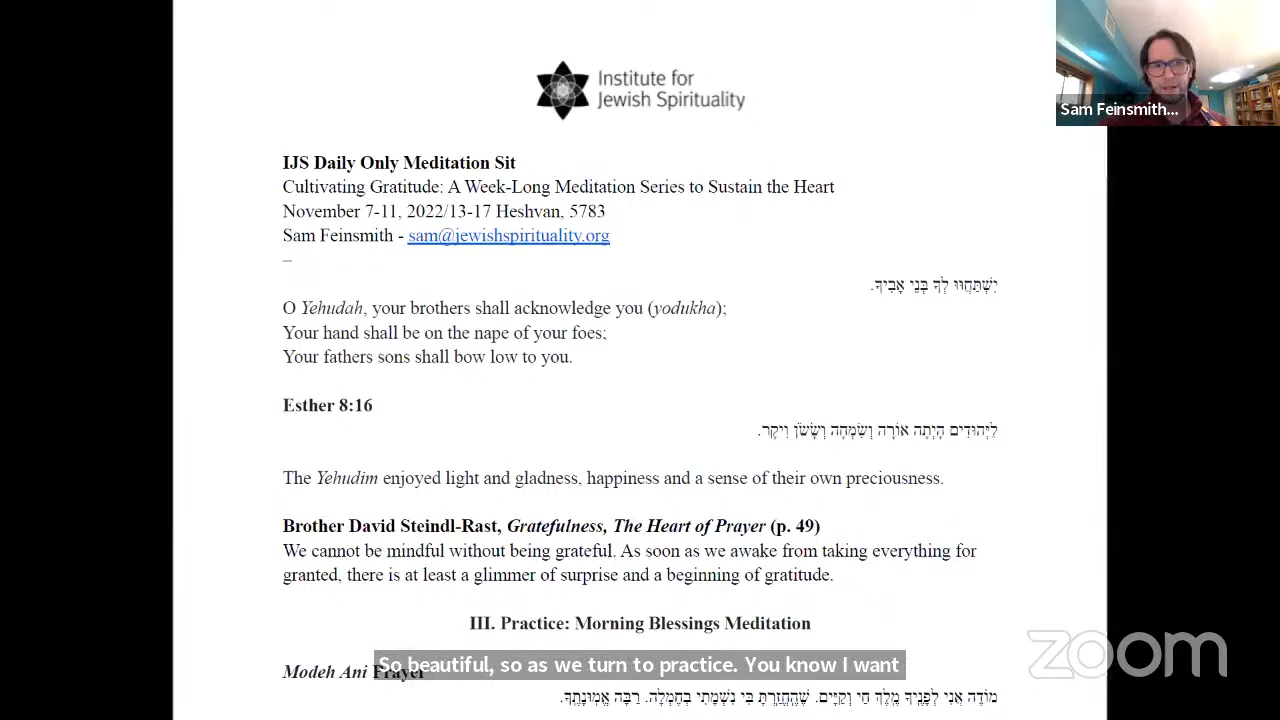 Institute for
Jewish Spirituality
Sam Feinsmith...
IJS Daily Only Meditation Sit
Cultivating Gratitude: A Week-Long Meditation Series to Sustain the Heart
November 7-11, 2022/13-17 Heshvan, 5783
Sam Feinsmith - sam@jewishspirituality.org
–
יִשְׁתַּחֲוּוּ לְךָ בְּנֵי אָבִיךָ.
O Yehudah, your brothers shall acknowledge you (yodukha);
Your hand shall be on the nape of your foes;
Your fathers sons shall bow low to you.
Esther 8:16
לַיְּהוּדִים הָיְתָה אוֹרָה וְשִׂמְחָה וְשָׂשֹׂן וִיקָר.
The Yehudim enjoyed light and gladness, happiness and a sense of their own preciousness.
Brother David Steindl-Rast, Gratefulness, The Heart of Prayer (p. 49)
We cannot be mindful without being grateful. As soon as we awake from taking everything for
granted, there is at least a glimmer of surprise and a beginning of gratitude.
III. Practice: Morning Blessings Meditation
So beautiful, so as we turn to practice. You know I want
Modeh Ani Prayer
מוֹדֶה אֲנִי לְפָנֶֽיךָ מֶֽלֶךְ חַי וְקַיָּים. שֶׁהֶֽחֱזַֽרְתָּ בִּי נִשְׁמָתִי בְחֶמְלָה. רַבָּה אֱמֽוּנָתֶֽךָ.
zoom